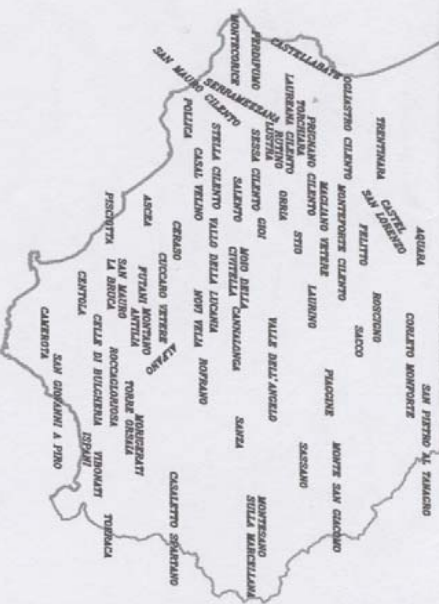 SAN PIETRO AL TANAGRO
AQUARA
CORLETO MONFORTE
CASTEL
SAN LORENZO
ROSCIGNO
TRENTINARA
FELITTO
SACCO
OGLIASTRO CILENTO
MONTEFORTE CILENTO
MONTE SAN GIACOMO
MAGLIANO VETERE
PIAGGINE
PRIGNANO CILENTO
LAURINO
TORCHIARA
STIO
SASSANO
LAUREANA CILENTO
ORRIA
RUTINO
LUSTRA
CASTELLABATE
VALLE DELL'ANGELO
GIOI
PERDIFUMO
SESSA CILENTO
MONTESANO
SULLA MARCELLANA
MOIO DELLA
CIVITELLA
SERRAMEZZANA
SALENTO
CANNALONGA
SANZA
MONTECORICE
STELLA CILENTO
VALLO DELLA LUCANIA
SAN MAURO CILENTO
CASAL VELINO
NOVI VELIA
ROFRANO
POLLICA
CERASO
ALFANO
CASALETTO SPARTANO
CUCCARO VETERE
ASCEA
FUTANI
MONTANO
ANTILIA
MORIGERATI
TORRE ORSAIA
SAN MAURO
LA BRUCA
ROCCAGLORIOSA
PISCIOTTA
CELLE DI BULGHERIA
VIBONATI
TORRACA
ISPANI
CENTOLA
SAN GIOVANNI A PIRO
CAMEROTA